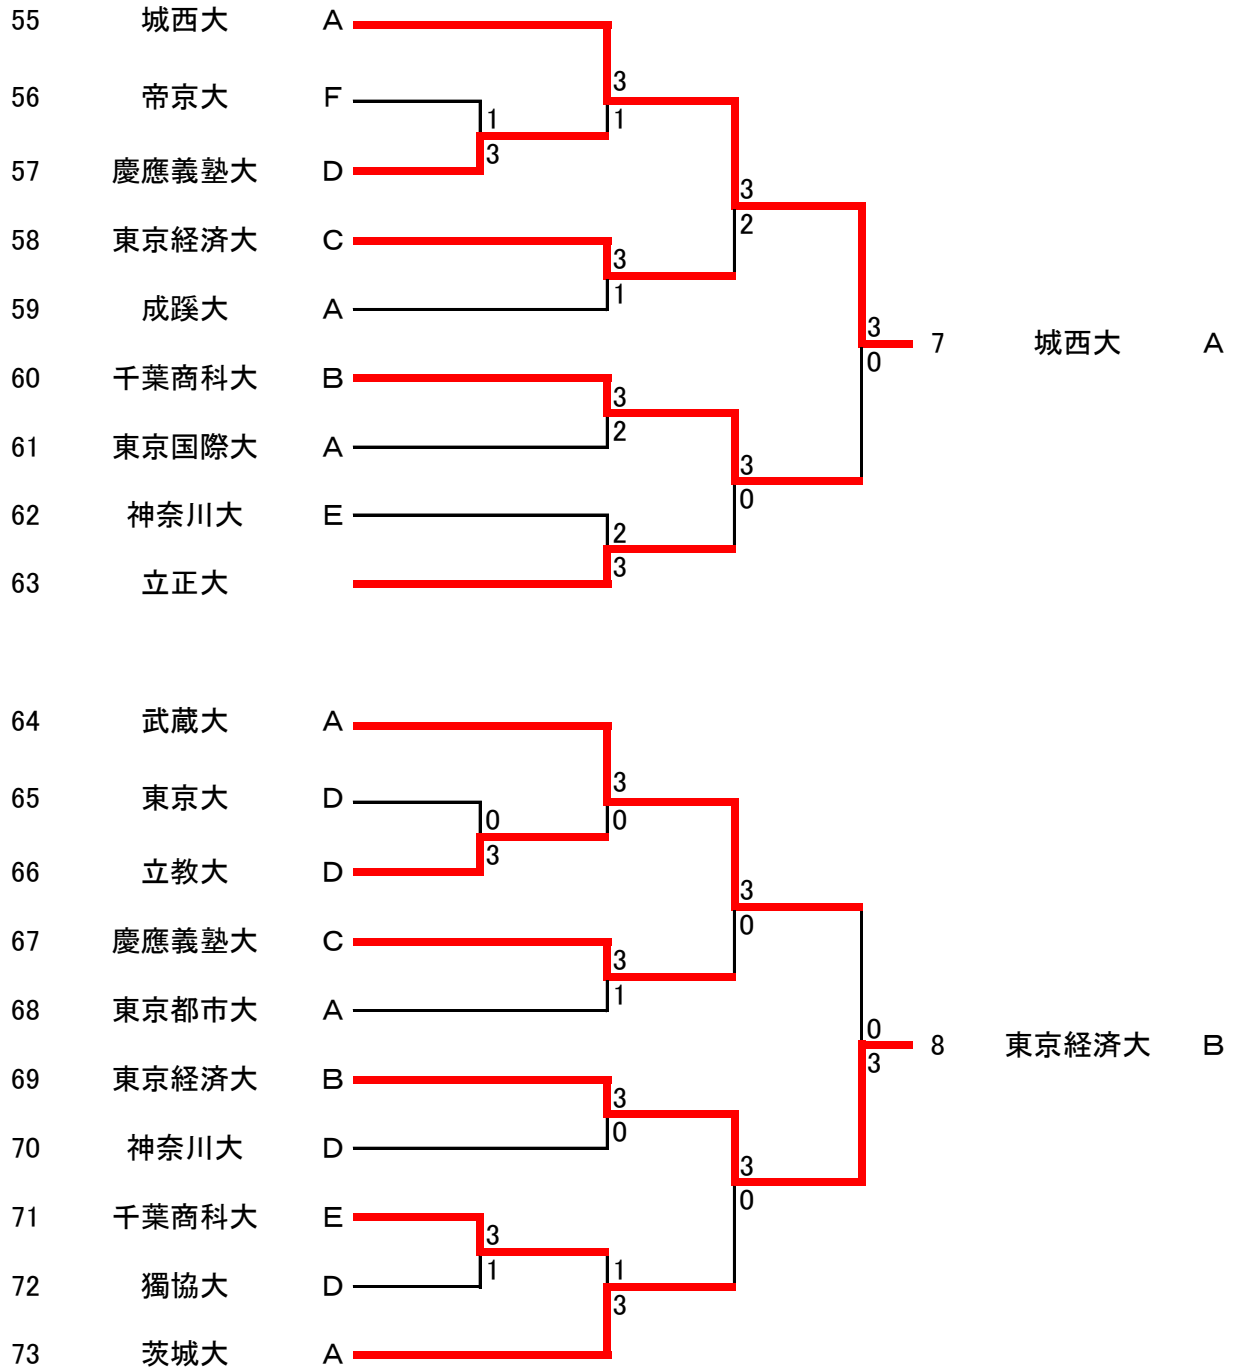 55 城西大 A
3
56 帝京大 F
1 1
3
57 慶應義塾大 D
3
2
58 東京経済大 C
3
1
59 成蹊大 A
3
7 城西大 A
0
60 千葉商科大 B
3
2
61 東京国際大 A
3
0
62 神奈川大 E
2
3
63 立正大
64 武蔵大 A
3
65 東京大 D
0 0
3
66 立教大 D
3
0
67 慶應義塾大 C
3
1
68 東京都市大 A
0
8 東京経済大 B
3
69 東京経済大 B
3
0
70 神奈川大 D
3
0
71 千葉商科大 E
3
1 1
72 獨協大 D
3
73 茨城大 A